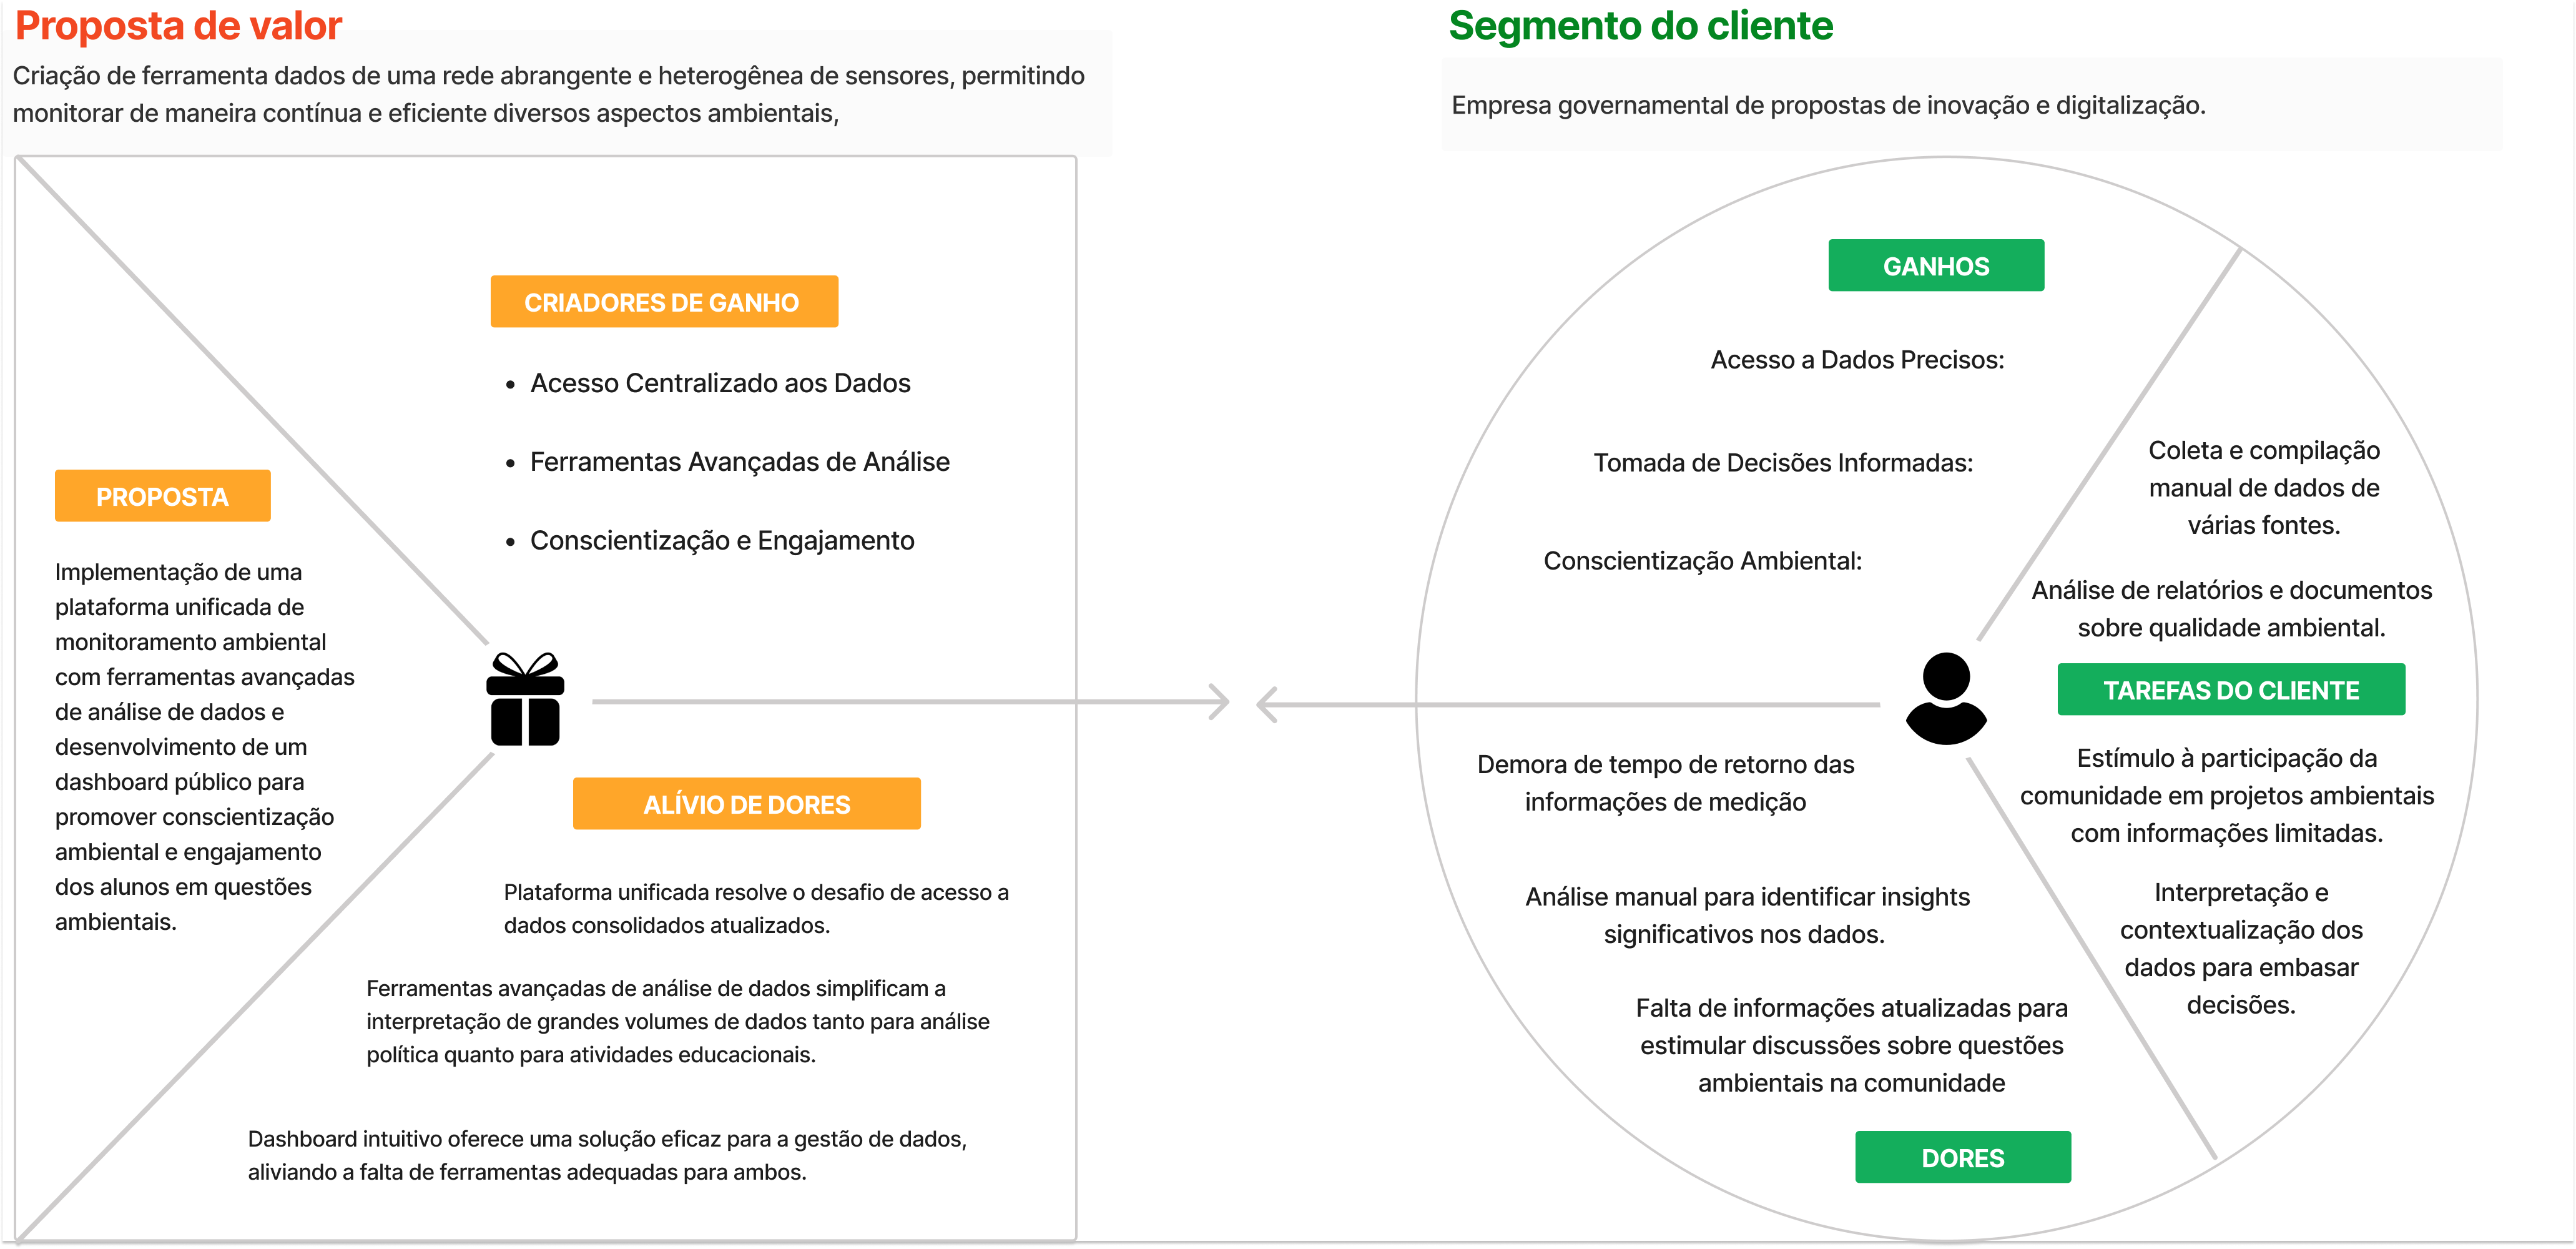 Proposta de valor
Criação de ferramenta dados de uma rede abrangente e heterogênea de sensores, permitindo
monitorar de maneira contínua e eficiente diversos aspectos ambientais,
PROPOSTA
Implementação de uma
plataforma unificada de
monitoramento ambiental
com ferramentas avançadas
de análise de dados e
desenvolvimento de um
dashboard público para
promover conscientização
ambiental e engajamento
dos alunos em questões
ambientais.
CRIADORES DE GANHO
• Acesso Centralizado aos Dados
• Ferramentas Avançadas de Análise
• Conscientização e Engajamento
ALÍVIO DE DORES
Plataforma unificada resolve o desafio de acesso a
dados consolidados atualizados.
Ferramentas avançadas de análise de dados simplificam a
interpretação de grandes volumes de dados tanto para análise
política quanto para atividades educacionais.
Dashboard intuitivo oferece uma solução eficaz para a gestão de dados,
aliviando a falta de ferramentas adequadas para ambos.
Segmento do cliente
Empresa governamental de propostas de inovação e digitalização.
GANHOS
Acesso a Dados Precisos:
Tomada de Decisões Informadas:
Conscientização Ambiental:
Coleta e compilação
manual de dados de
várias fontes.
Análise de relatórios e documentos
sobre qualidade ambiental.
TAREFAS DO CLIENTE
Estímulo à participação da
comunidade em projetos ambientais
com informações limitadas.
Interpretação e
contextualização dos
dados para embasar
decisões.
Demora de tempo de retorno das
informações de medição
Análise manual para identificar insights
significativos nos dados.
Falta de informações atualizadas para
estimular discussões sobre questões
ambientais na comunidade
DORES